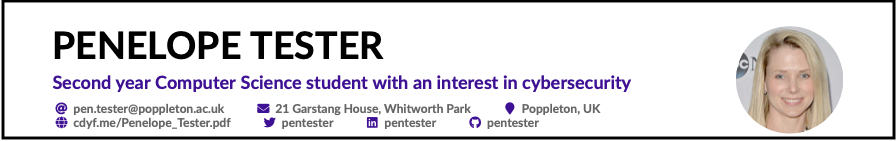 PENELOPE TESTER
Second year Computer Science student with an interest in cybersecurity
pen.tester@poppleton.ac.uk 21 Garstang House, Whitworth Park Poppleton, UK
cdyf.me/Penelope_Tester.pdf pentester pentester pentester